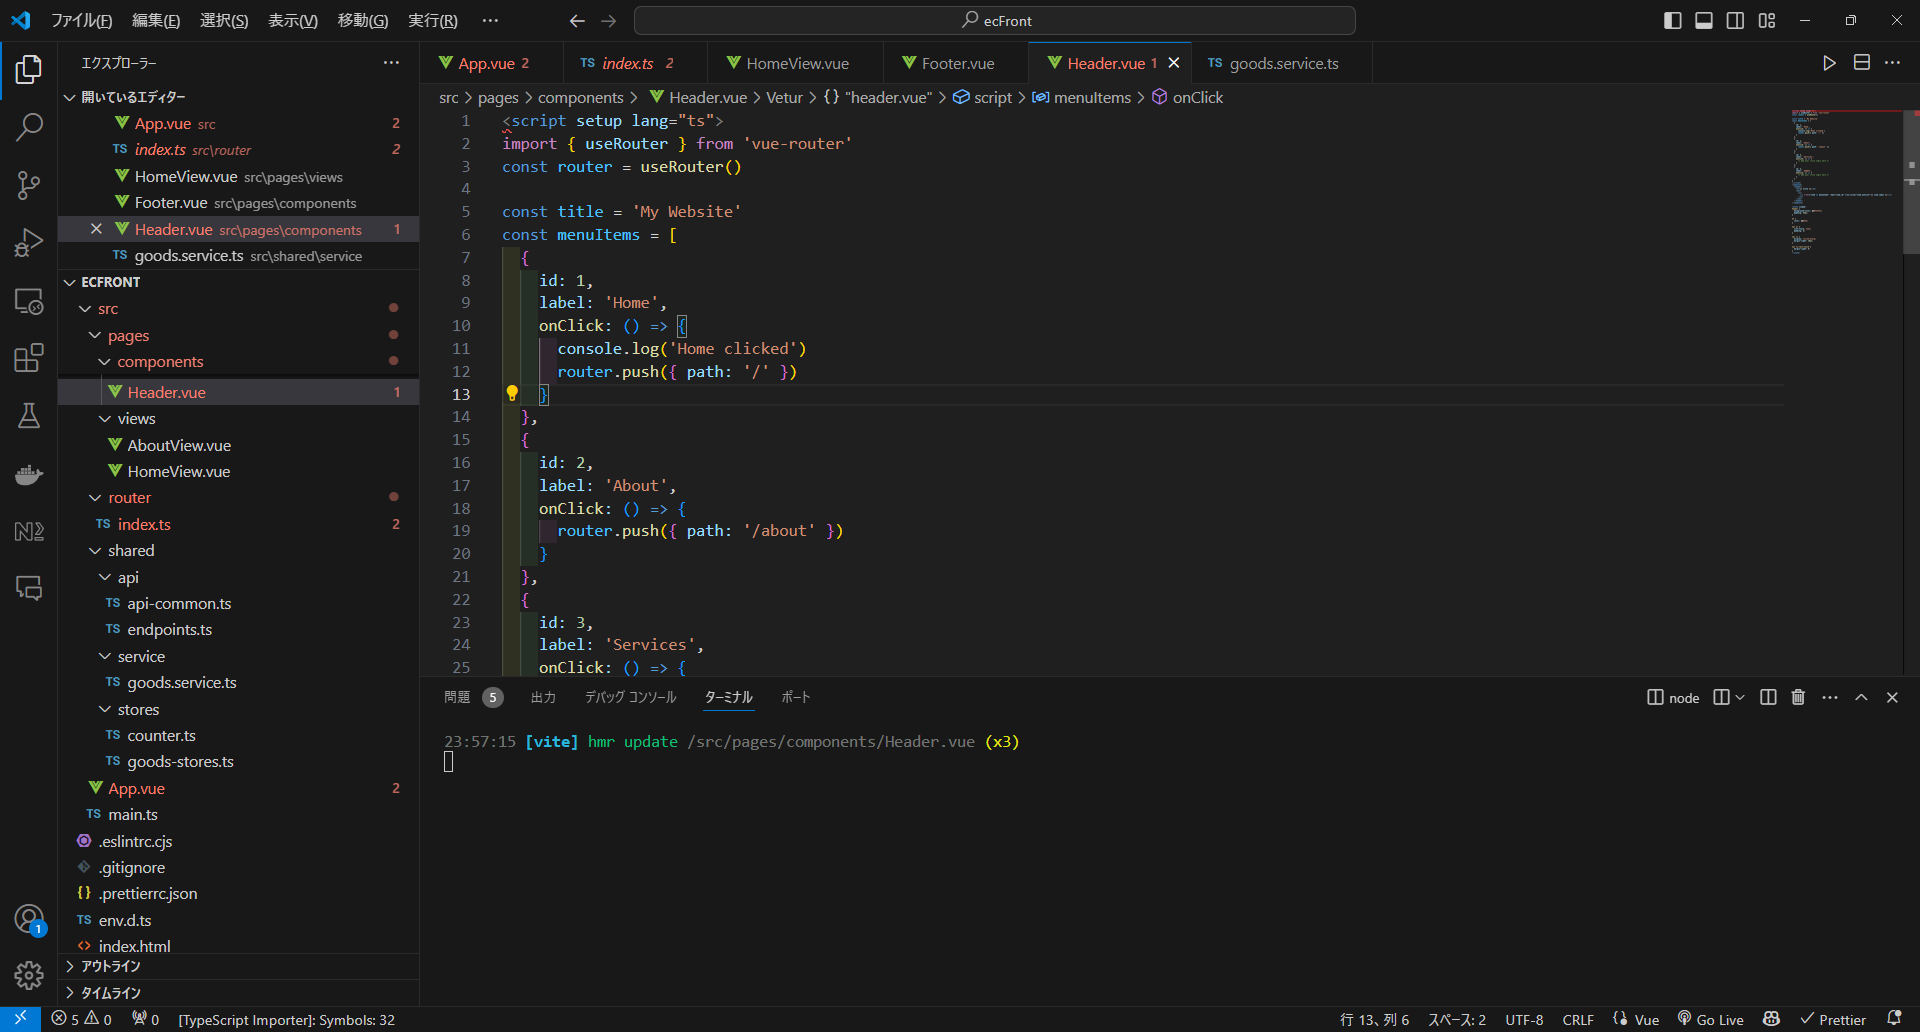 ファイル(F) 編集(E) 選択(S) 表示(V) 移動(G) 実行(R) ··· ecFront
エクスプローラー
開いているエディター
App.vue src 2
TS index.ts src\router 2
HomeView.vue src\pages\views
Footer.vue src\pages\components
Header.vue src\pages\components 1
TS goods.service.ts src\shared\service
ECFRONT
src
pages
components
Header.vue 1
views
AboutView.vue
HomeView.vue
router
TS index.ts 2
shared
api
TS api-common.ts
TS endpoints.ts
service
TS goods.service.ts
stores
TS counter.ts
TS goods-stores.ts
App.vue 2
TS main.ts
.eslintrc.cjs
.gitignore
{} .prettierrc.json
TS env.d.ts
<> index.html
アウトライン
タイムライン
1
App.vue 2 TS index.ts 2 HomeView.vue Footer.vue Header.vue 1 TS goods.service.ts
src > pages > components > Header.vue > Vetur > {} "header.vue" > script > menuItems > onClick
1 <script setup lang="ts">
2 import { useRouter } from 'vue-router'
3 const router = useRouter()
4
5 const title = 'My Website'
6 const menuItems = [
7 {
8 id: 1,
9 label: 'Home',
10 onClick: () => {
11 console.log('Home clicked')
12 router.push({ path: '/' })
13 }
14 },
15 {
16 id: 2,
17 label: 'About',
18 onClick: () => {
19 router.push({ path: '/about' })
20 }
21 },
22 {
23 id: 3,
24 label: 'Services',
25 onClick: () => {
問題 5 出力 デバッグ コンソール ターミナル ポート node
23:57:15 [vite] hmr update /src/pages/components/Header.vue (x3)
5 0 0 [TypeScript Importer]: Symbols: 32 行 13、列 6 スペース: 2 UTF-8 CRLF {} Vue Go Live Prettier